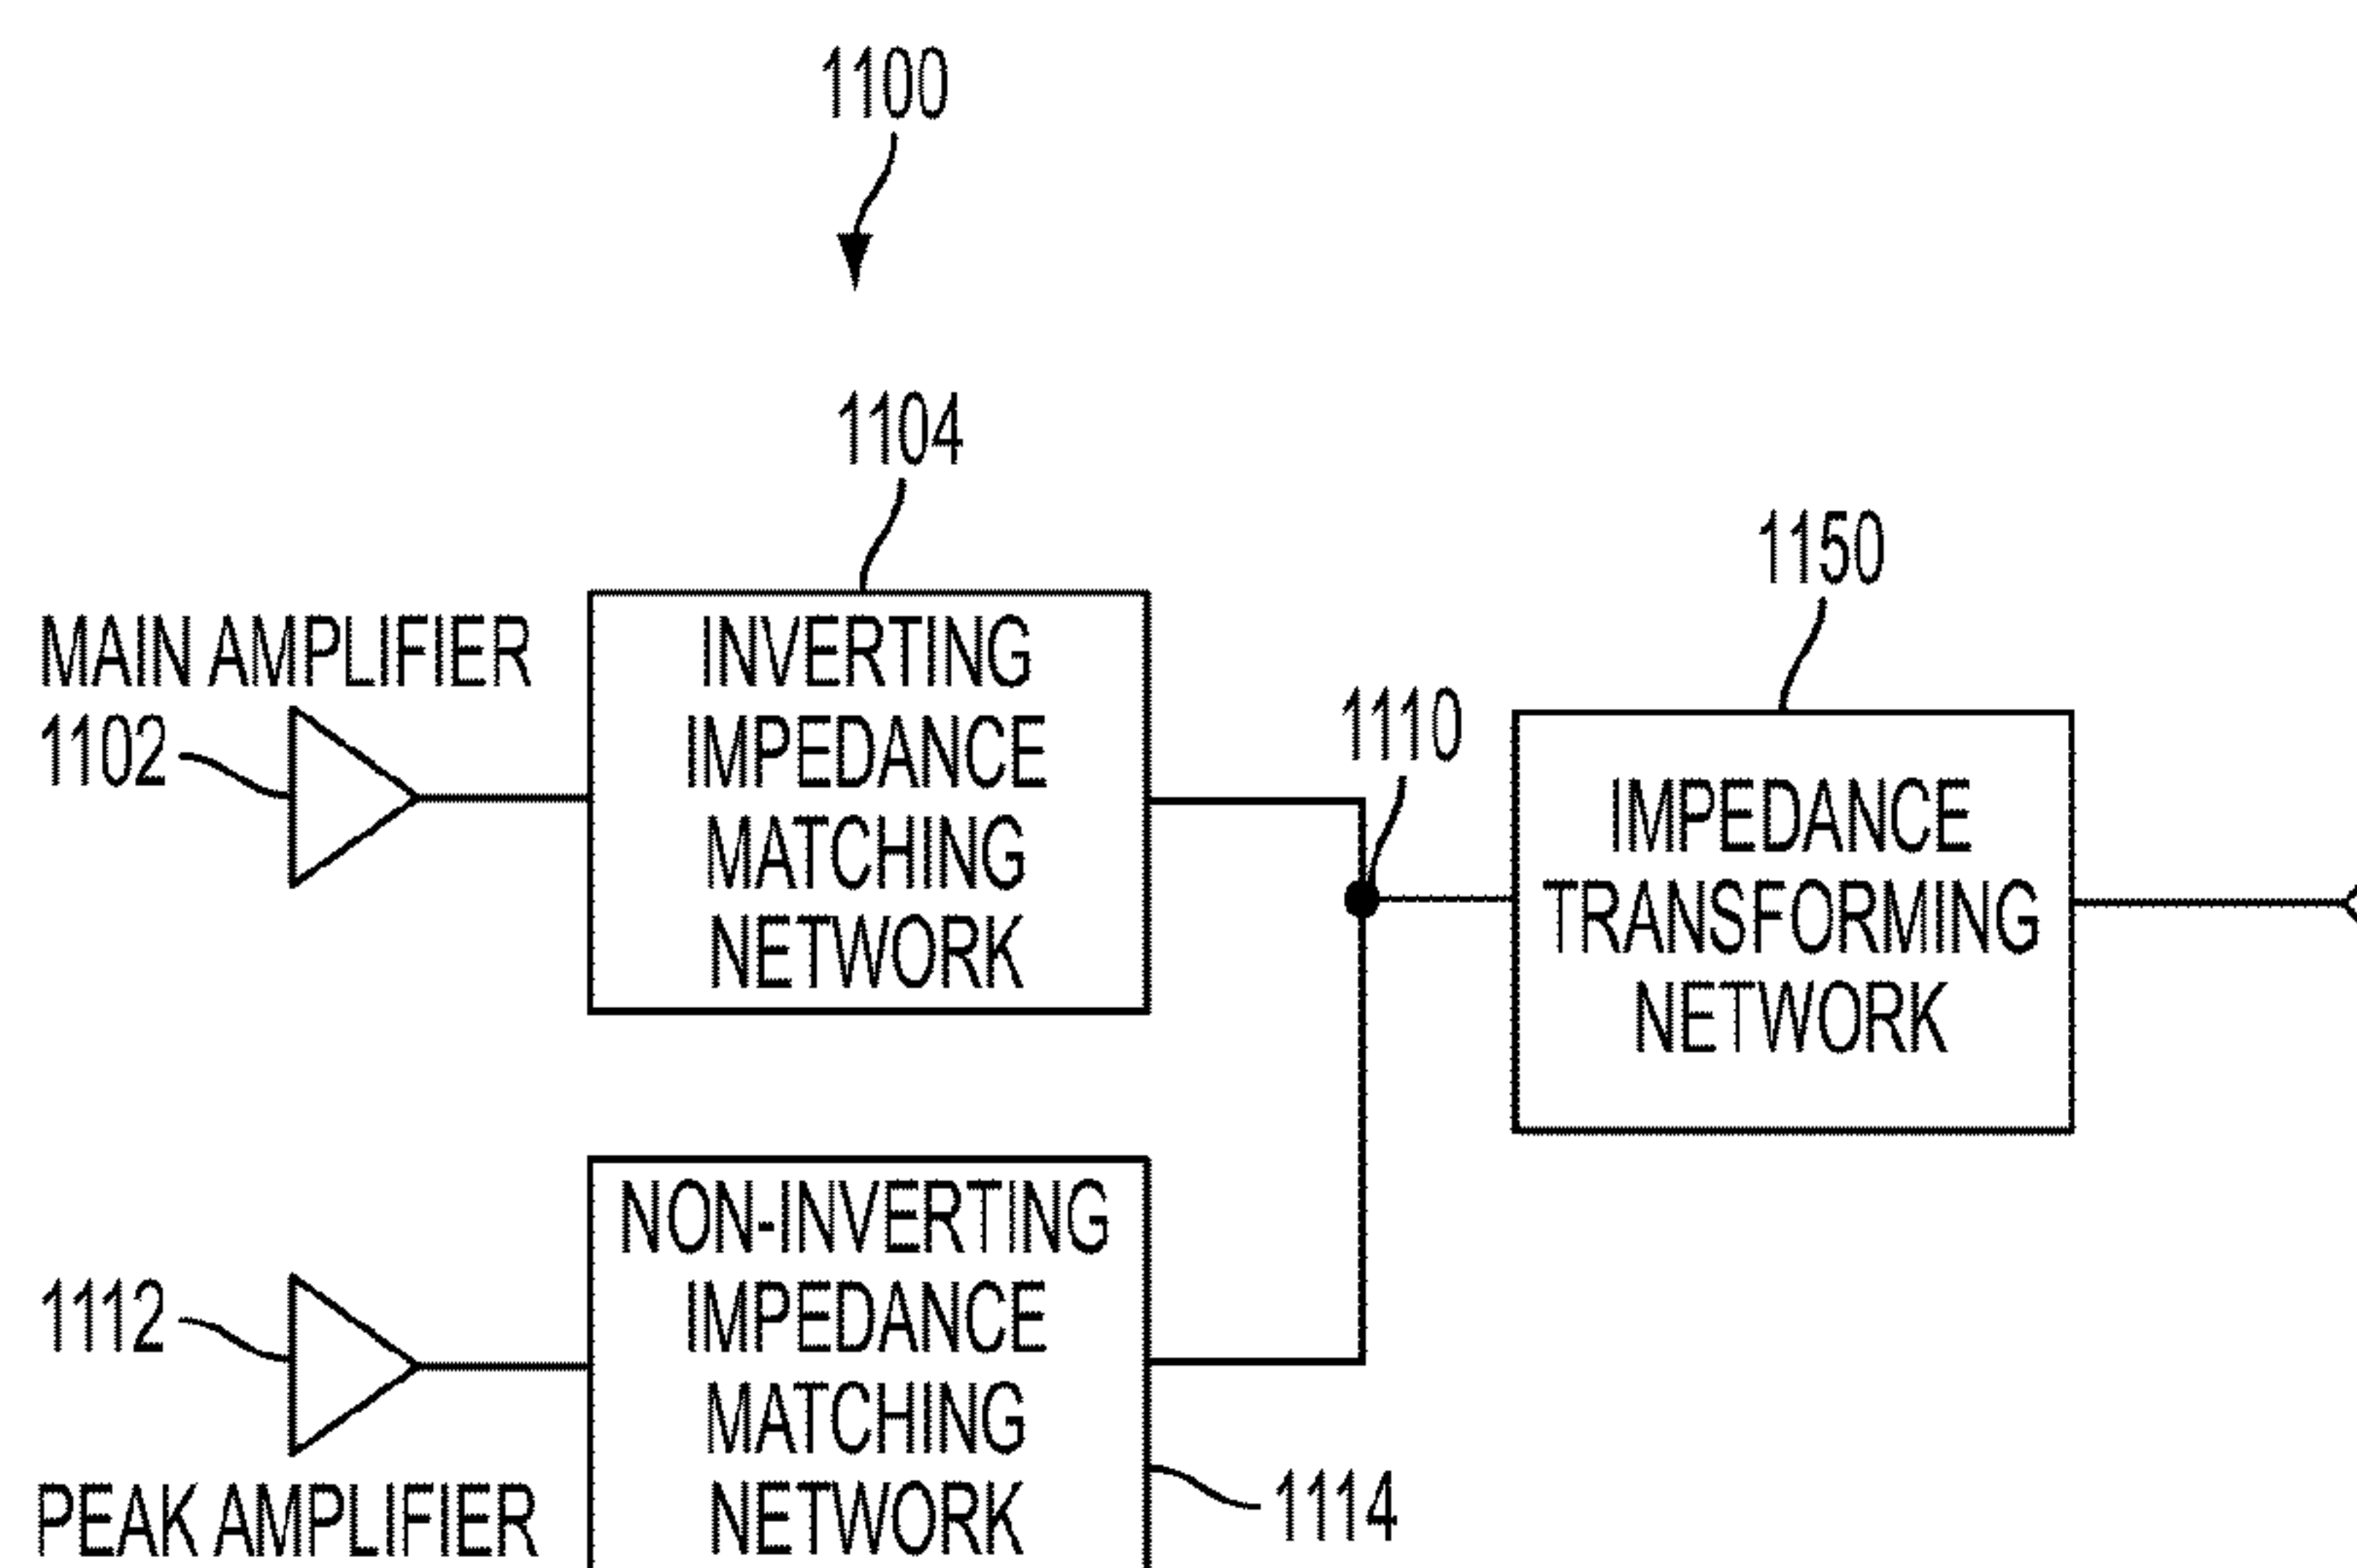 1100
1104
1150
MAIN AMPLIFIER
1102
INVERTING
IMPEDANCE
MATCHING
NETWORK
1110
IMPEDANCE
TRANSFORMING
NETWORK
1112
PEAK AMPLIFIER
NON-INVERTING
IMPEDANCE
MATCHING
NETWORK
1114